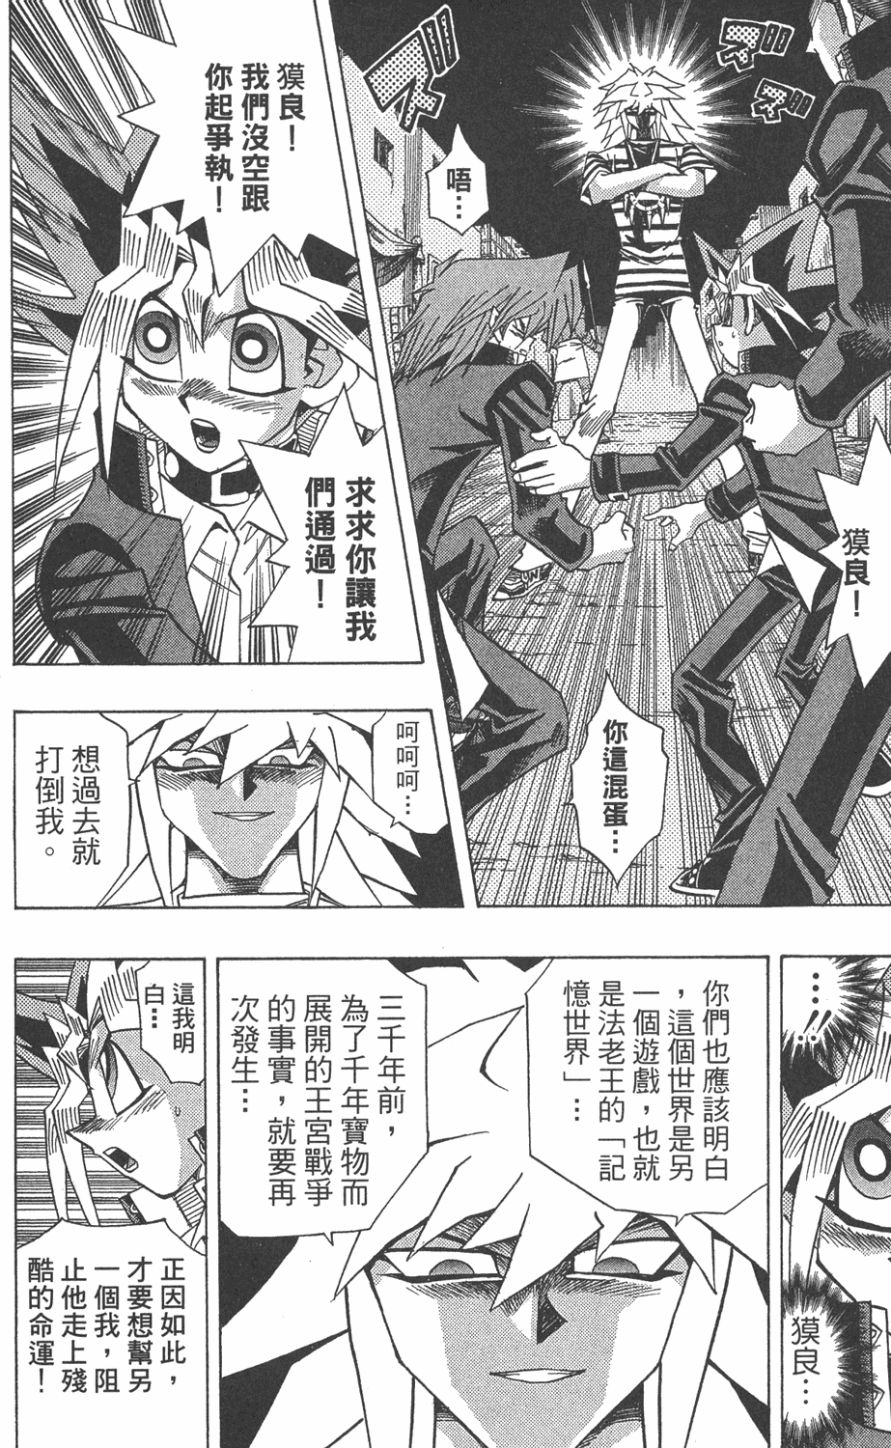 獏良！
唔…
你這混蛋…
獏良！
我們沒空跟
你起爭執！
求求你讓我
們通過！
呵呵呵…
想過去就
打倒我。
…
獏良…
你們也應該明白
，這個世界是另
一個遊戲，也就
是法老王的「記
憶世界」…
三千年前，
為了千年寶物而
展開的王宮戰爭
的事實，就要再
次發生…
這我明
白…
正因如此，
才要想幫另
一個我，阻
止他走上殘
酷的命運！